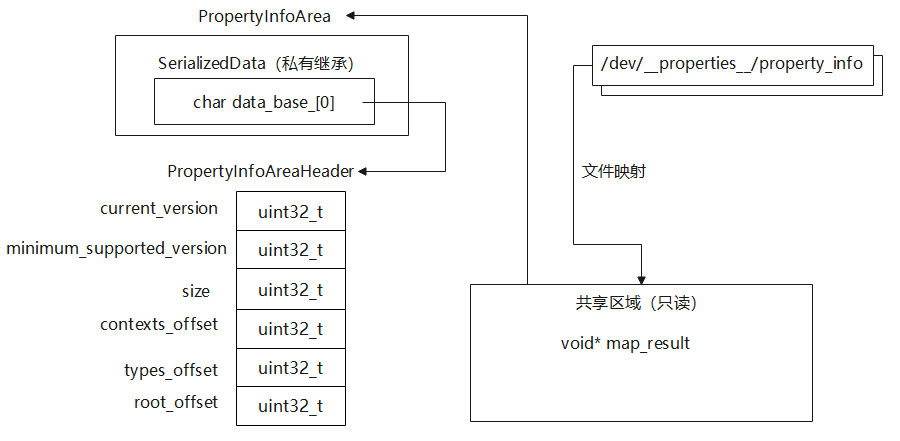 PropertyInfoArea
SerializedData（私有继承）
char data_base_[0]
PropertyInfoAreaHeader
current_version
uint32_t
minimum_supported_version
uint32_t
size
uint32_t
contexts_offset
uint32_t
types_offset
uint32_t
root_offset
uint32_t
/dev/__properties__/property_info
文件映射
共享区域（只读）
void* map_result